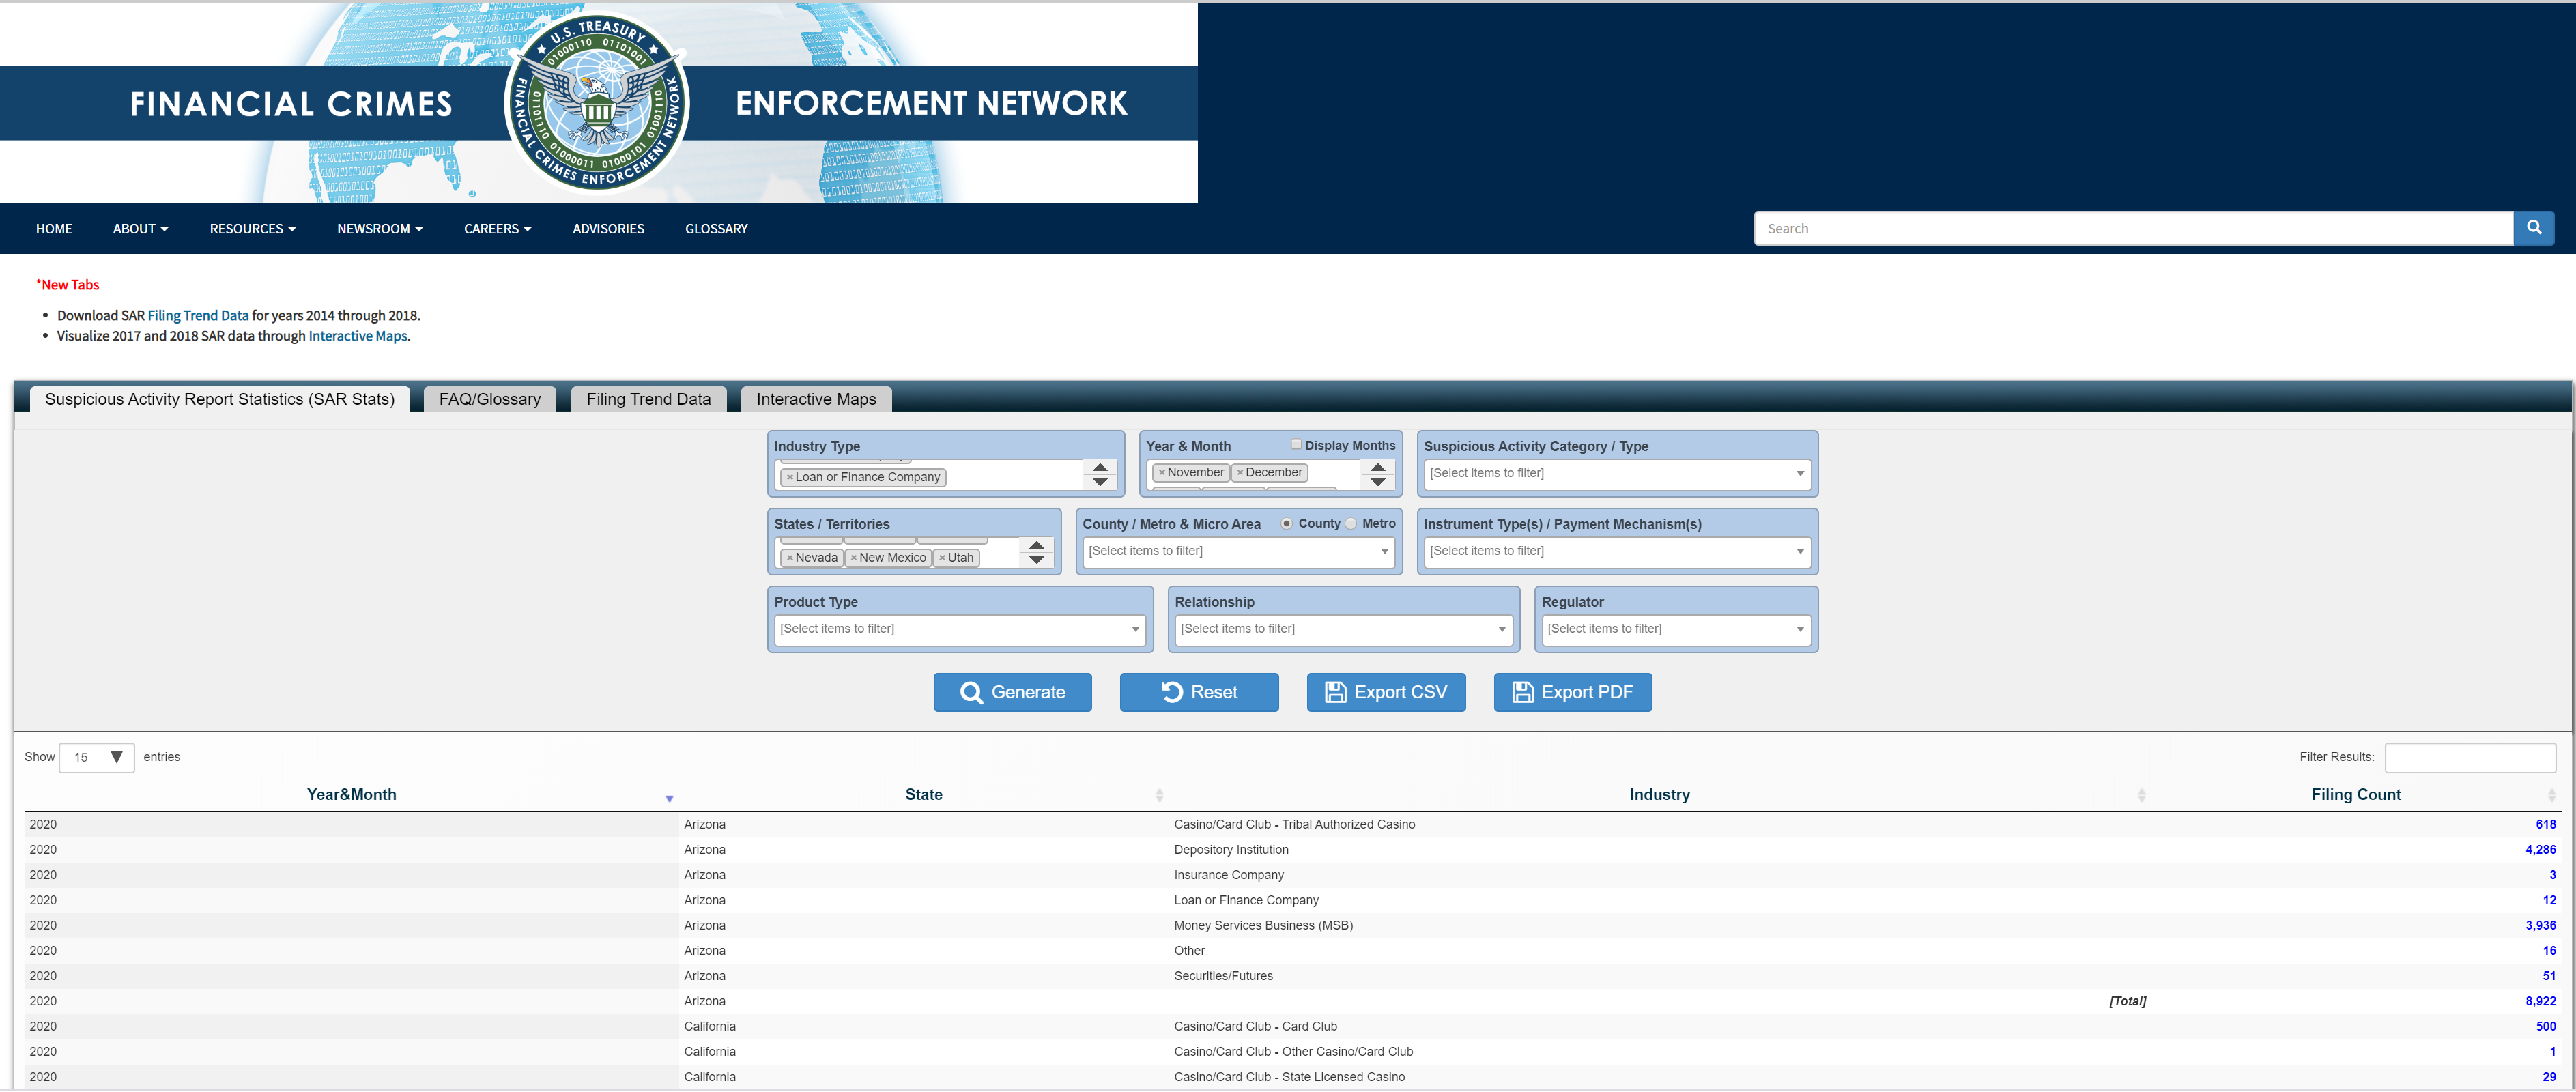 FINANCIAL CRIMES ENFORCEMENT NETWORK
U.S. TREASURY
FINANCIAL CRIMES ENFORCEMENT NETWORK
01000110 01101001
01101110
01000011 01000101
HOME ABOUT RESOURCES NEWSROOM CAREERS ADVISORIES GLOSSARY Search
*New Tabs
• Download SAR Filing Trend Data for years 2014 through 2018.
• Visualize 2017 and 2018 SAR data through Interactive Maps.
Suspicious Activity Report Statistics (SAR Stats) FAQ/Glossary Filing Trend Data Interactive Maps
Industry Type Year & Month Display Months Suspicious Activity Category / Type
× Loan or Finance Company × November × December [Select items to filter]
States / Territories County / Metro & Micro Area County Metro Instrument Type(s) / Payment Mechanism(s)
× Nevada × New Mexico × Utah [Select items to filter] [Select items to filter]
Product Type Relationship Regulator
[Select items to filter] [Select items to filter] [Select items to filter]
Generate Reset Export CSV Export PDF
Show 15 entries Filter Results:
Year&Month State Industry Filing Count
2020 Arizona Casino/Card Club - Tribal Authorized Casino 618
2020 Arizona Depository Institution 4,286
2020 Arizona Insurance Company 3
2020 Arizona Loan or Finance Company 12
2020 Arizona Money Services Business (MSB) 3,936
2020 Arizona Other 16
2020 Arizona Securities/Futures 51
2020 Arizona [Total] 8,922
2020 California Casino/Card Club - Card Club 500
2020 California Casino/Card Club - Other Casino/Card Club 1
2020 California Casino/Card Club - State Licensed Casino 29